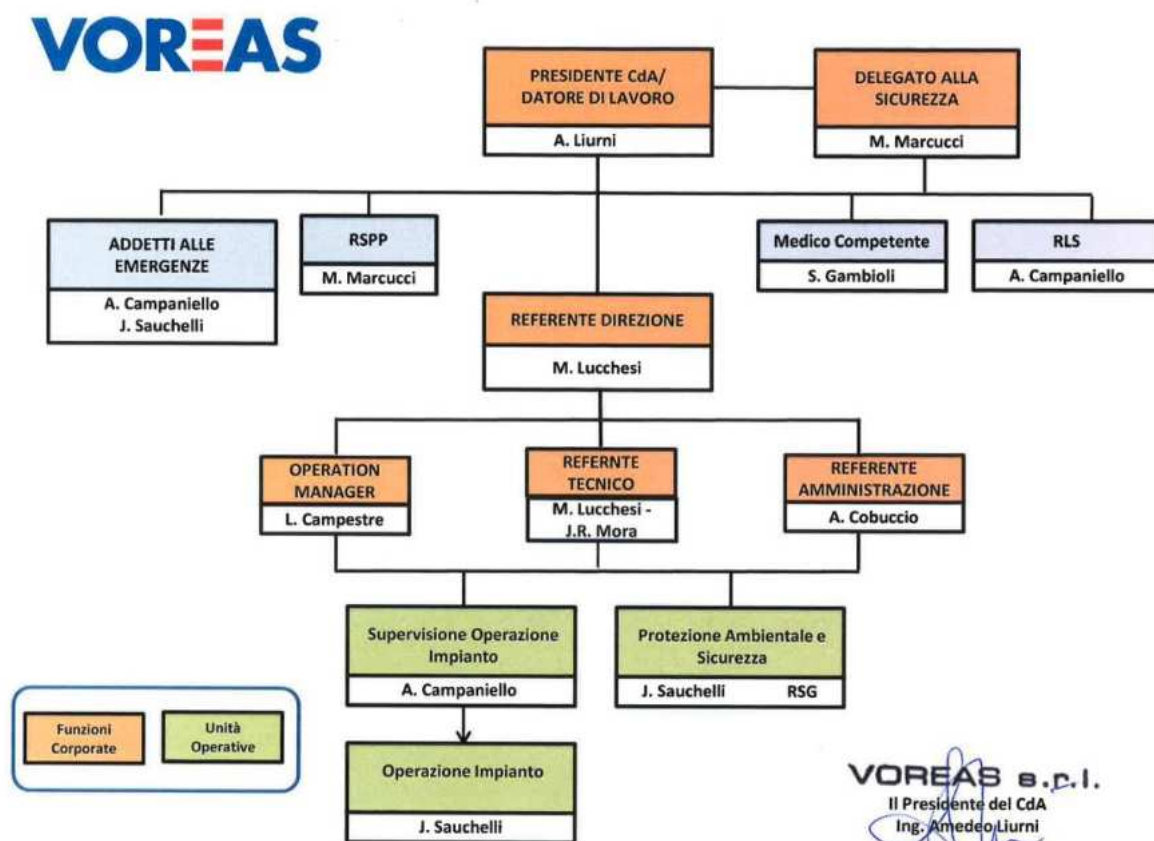 VOREAS
PRESIDENTE CdA/
DATORE DI LAVORO
A. Liurni
DELEGATO ALLA
SICUREZZA
M. Marcucci
ADDETTI ALLE
EMERGENZE
A. Campaniello
J. Sauchelli
RSPP
M. Marcucci
Medico Competente
S. Gambioli
RLS
A. Campaniello
REFERENTE DIREZIONE
M. Lucchesi
OPERATION
MANAGER
L. Campestre
REFERNTE
TECNICO
M. Lucchesi -
J.R. Mora
REFERENTE
AMMINISTRAZIONE
A. Cobuccio
Supervisione Operazione
Impianto
A. Campaniello
Protezione Ambientale e
Sicurezza
J. Sauchelli RSG
Operazione Impianto
J. Sauchelli
Funzioni
Corporate
Unità
Operative
VOREAS s.r.l.
Il Presidente del CdA
Ing. Amedeo Liurni